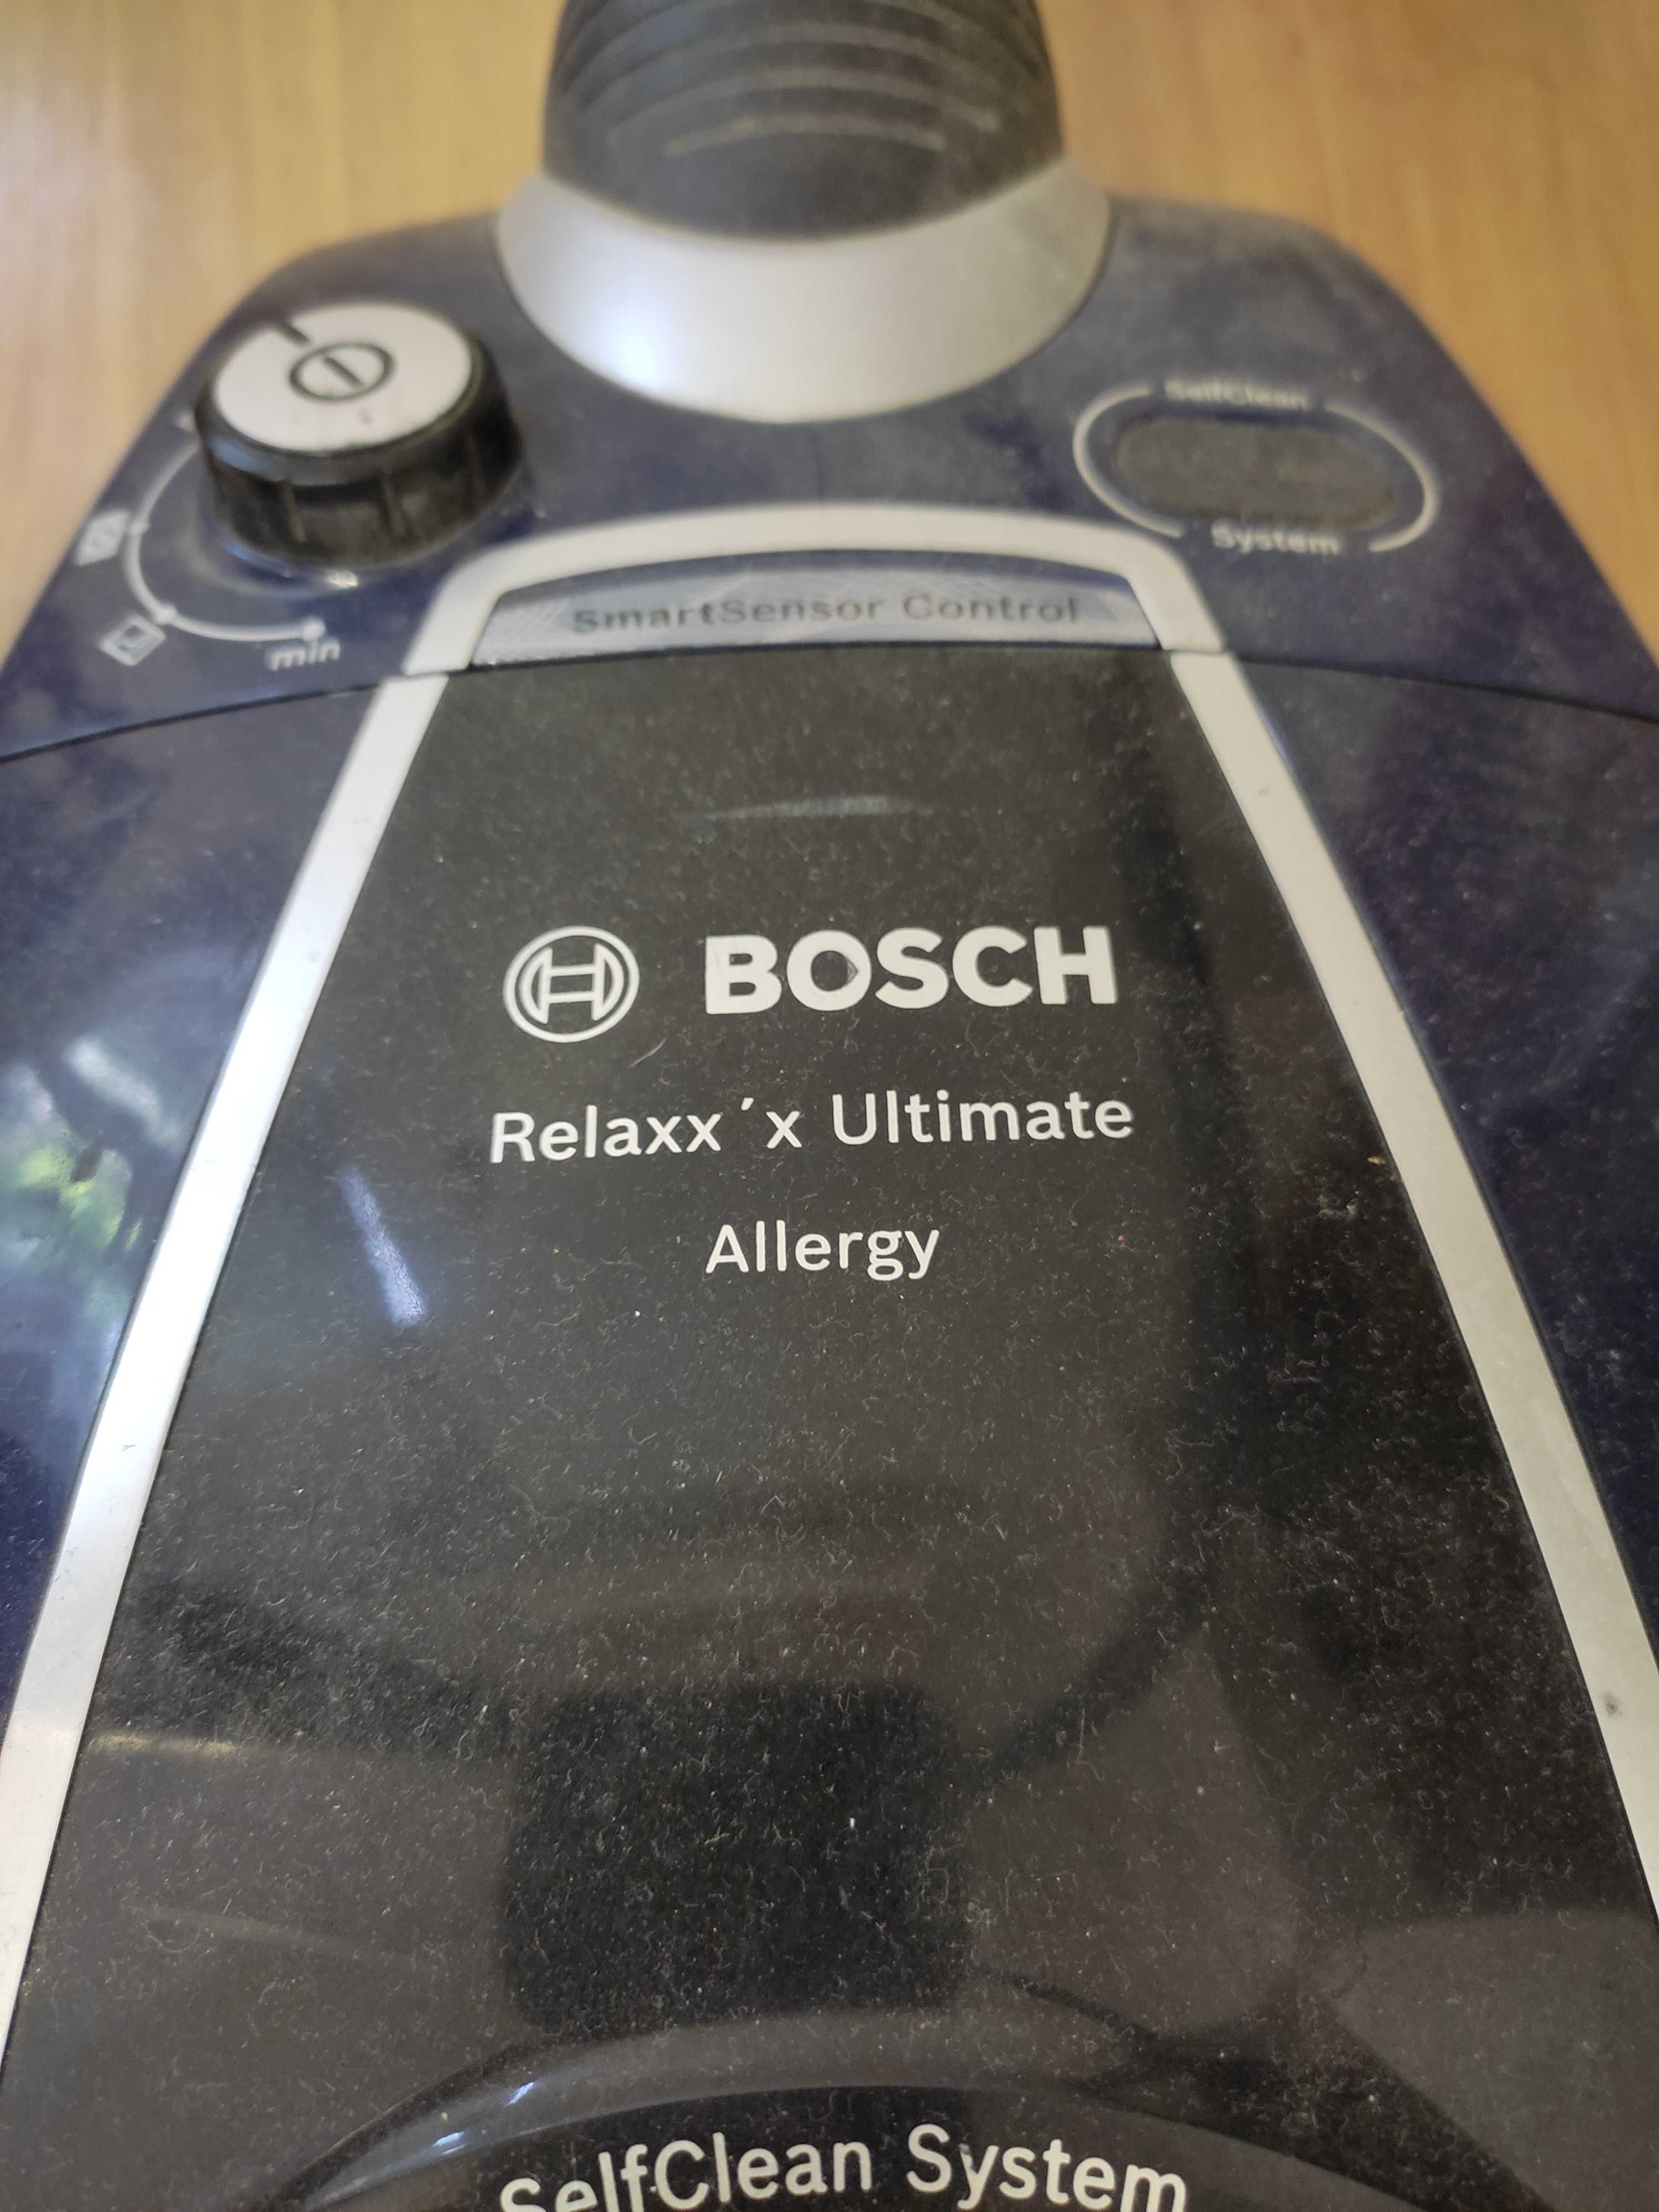 SelfClean
System
SmartSensor Control
min
BOSCH
Relaxx´x Ultimate
Allergy
SelfClean System